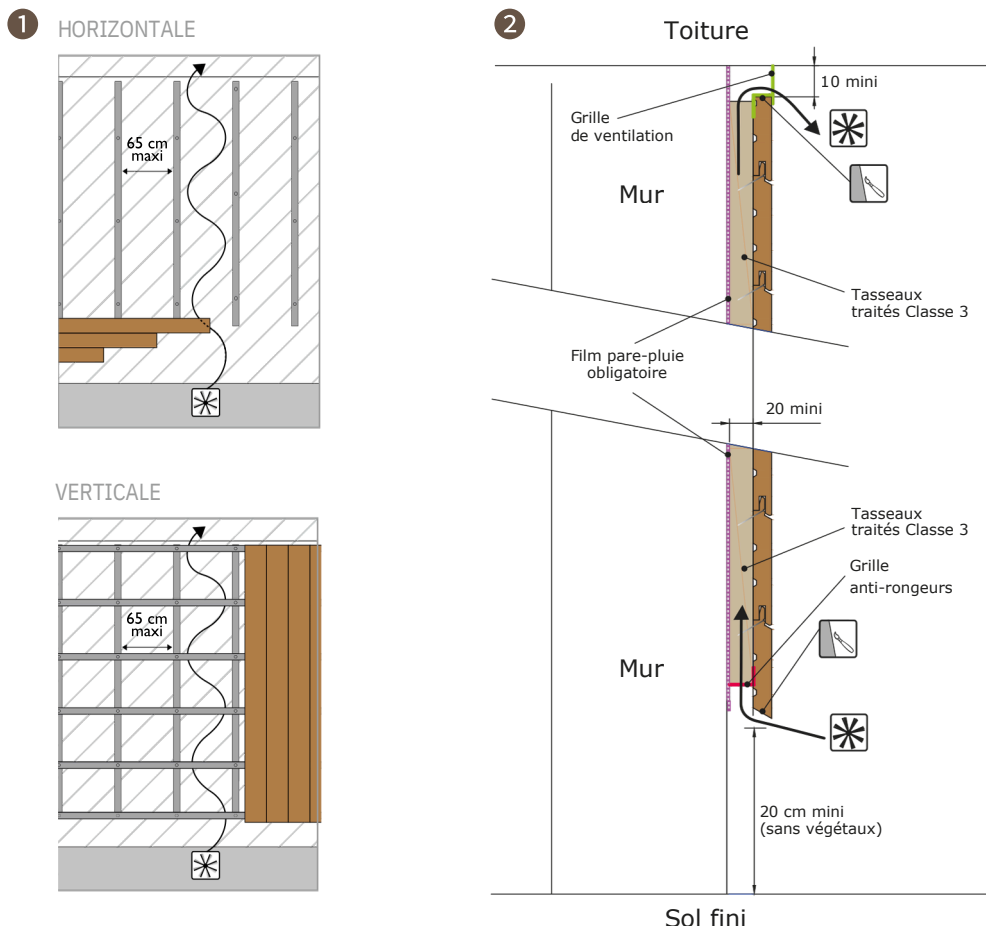 1 HORIZONTALE
65 cm
maxi
VERTICALE
65 cm
maxi
2
Toiture
10 mini
Grille
de ventilation
Mur
Tasseaux
traités Classe 3
Film pare-pluie
obligatoire
20 mini
Tasseaux
traités Classe 3
Grille
anti-rongeurs
Mur
20 cm mini
(sans végétaux)
Sol fini